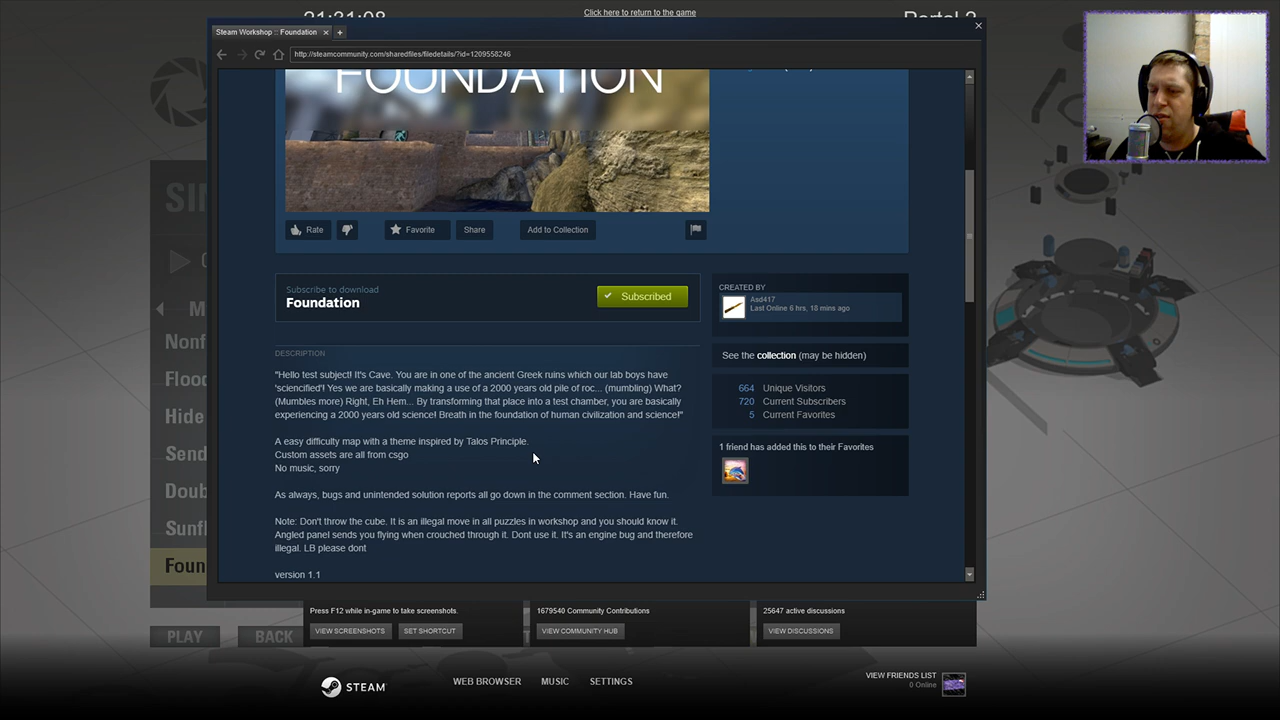 21:31:08
Click here to return to the game
Portal 2
Steam Workshop :: Foundation
http://steamcommunity.com/sharedfiles/filedetails/?id=1209558246
FOUNDATION
Rate
Favorite
Share
Add to Collection
Subscribe to download
Foundation
Subscribed
CREATED BY
Asd417
Last Online 6 hrs, 18 mins ago
DESCRIPTION
See the collection (may be hidden)
"Hello test subject! It's Cave. You are in one of the ancient Greek ruins which our lab boys have
'sciencified'! Yes we are basically making a use of a 2000 years old pile of roc... (mumbling) What?
(Mumbles more) Right, Eh Hem... By transforming that place into a test chamber, you are basically
experiencing a 2000 years old science! Breath in the foundation of human civilization and science!"
664 Unique Visitors
720 Current Subscribers
5 Current Favorites
A easy difficulty map with a theme inspired by Talos Principle.
Custom assets are all from csgo
No music, sorry
1 friend has added this to their Favorites
As always, bugs and unintended solution reports all go down in the comment section. Have fun.
Note: Don't throw the cube. It is an illegal move in all puzzles in workshop and you should know it.
Angled panel sends you flying when crouched through it. Dont use it. It's an engine bug and therefore
illegal. LB please dont
version 1.1
Nonf
Flood
Hide
Send
Doub
Sunf
Foun
Press F12 while in-game to take screenshots.
1679540 Community Contributions
25647 active discussions
VIEW SCREENSHOTS
SET SHORTCUT
VIEW COMMUNITY HUB
VIEW DISCUSSIONS
PLAY
BACK
STEAM
WEB BROWSER
MUSIC
SETTINGS
VIEW FRIENDS LIST
0 Online